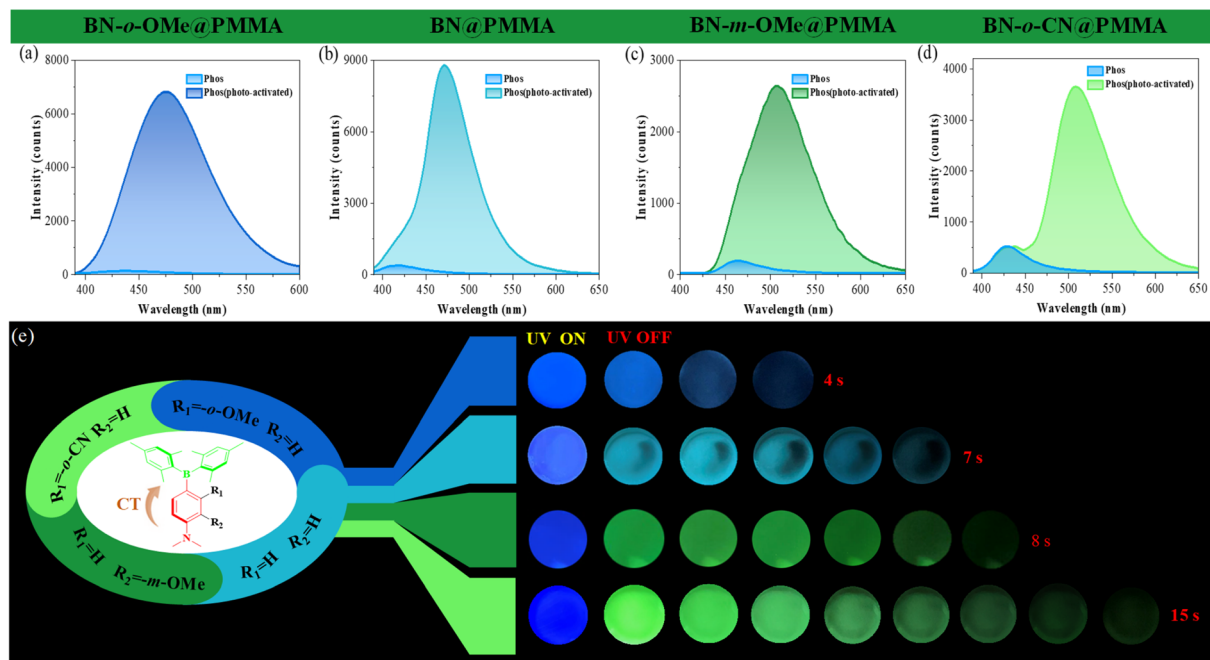 BN-o-OMe@PMMA
BN@PMMA
BN-m-OMe@PMMA
BN-o-CN@PMMA
(a)
8000
6000
4000
2000
0
Intensity (counts)
Phos
Phos(photo-activated)
400
450
500
550
600
Wavelength (nm)
(b)
9000
6000
3000
0
Intensity (counts)
Phos
Phos(photo-activated)
400
450
500
550
600
650
Wavelength (nm)
(c)
3000
2000
1000
0
Intensity (counts)
Phos
Phos(photo-activated)
400
450
500
550
600
650
Wavelength (nm)
(d)
4000
3000
2000
1000
0
Intensity (counts)
Phos
Phos(photo-activated)
400
450
500
550
600
650
Wavelength (nm)
(e)
UV ON
UV OFF
R₁=-o-CN R₂=H
R₁=-o-OMe R₂=H
R₁=H R₂=-m-OMe
R₁=H R₂=H
B
R₁
R₂
CT
N
4 s
7 s
8 s
15 s